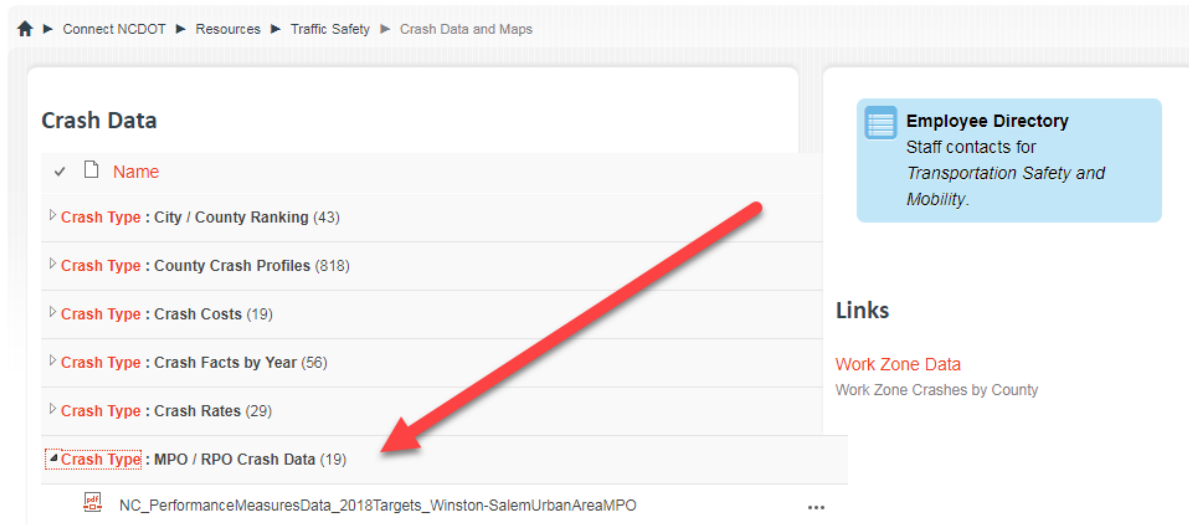 Connect NCDOT ► Resources ► Traffic Safety ► Crash Data and Maps
Crash Data
Name
Crash Type : City / County Ranking (43)
Crash Type : County Crash Profiles (818)
Crash Type : Crash Costs (19)
Crash Type : Crash Facts by Year (56)
Crash Type : Crash Rates (29)
Crash Type : MPO / RPO Crash Data (19)
pdf
NC_PerformanceMeasuresData_2018Targets_Winston-SalemUrbanAreaMPO
...
Employee Directory
Staff contacts for
Transportation Safety and
Mobility.
Links
Work Zone Data
Work Zone Crashes by County